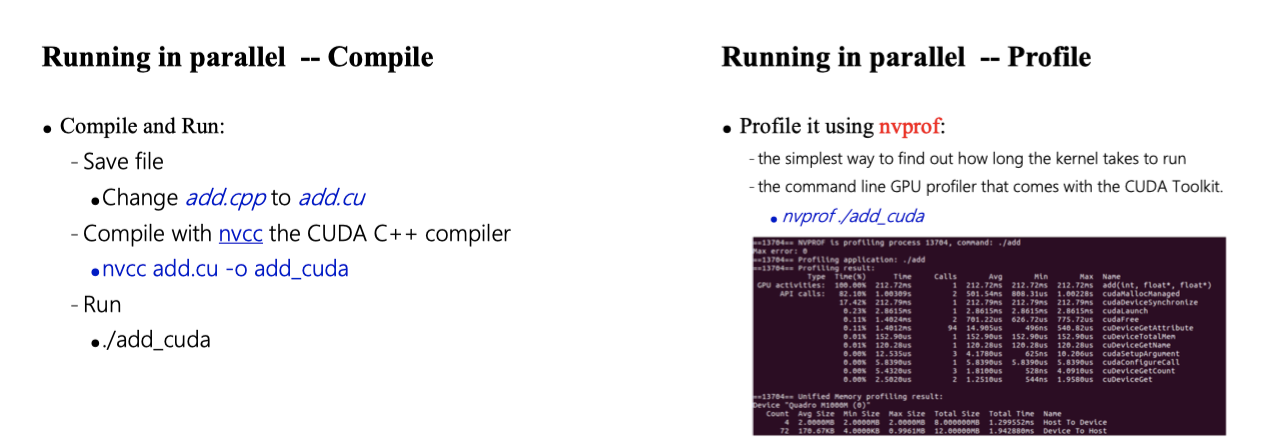 Running in parallel -- Compile
• Compile and Run:
- Save file
•Change add.cpp to add.cu
- Compile with nvcc the CUDA C++ compiler
•nvcc add.cu -o add_cuda
- Run
•./add_cuda
Running in parallel -- Profile
• Profile it using nvprof:
- the simplest way to find out how long the kernel takes to run
- the command line GPU profiler that comes with the CUDA Toolkit.
• nvprof ./add_cuda
==13704== NVPROF is profiling process 13704, command: ./add
Max error: 0
==13704== Profiling application: ./add
==13704== Profiling result:
Type Time(%) Time Calls Avg Min Max Name
GPU activities: 100.00% 212.72ms 1 212.72ms 212.72ms 212.72ms add(int, float*, float*)
API calls: 82.10% 1.00309s 2 501.54ms 808.31us 1.00228s cudaMallocManaged
17.42% 212.79ms 1 212.79ms 212.79ms 212.79ms cudaDeviceSynchronize
0.23% 2.8615ms 1 2.8615ms 2.8615ms 2.8615ms cudaLaunch
0.11% 1.4024ms 2 701.22us 626.72us 775.72us cudaFree
0.11% 1.4012ms 94 14.905us 496ns 540.82us cuDeviceGetAttribute
0.01% 152.90us 1 152.90us 152.90us 152.90us cuDeviceTotalMem
0.01% 120.28us 1 120.28us 120.28us 120.28us cuDeviceGetName
0.00% 12.535us 3 4.1780us 625ns 10.206us cudaSetupArgument
0.00% 5.8390us 1 5.8390us 5.8390us 5.8390us cudaConfigureCall
0.00% 5.4320us 3 1.8100us 528ns 4.0910us cuDeviceGetCount
0.00% 2.5020us 2 1.2510us 544ns 1.9580us cuDeviceGet
==13704== Unified Memory profiling result:
Device "Quadro M1000M (0)"
Count Avg Size Min Size Max Size Total Size Total Time Name
4 2.0000MB 2.0000MB 2.0000MB 8.000000MB 1.299552ms Host To Device
72 170.67KB 4.0000KB 0.9961MB 12.00000MB 1.942880ms Device To Host